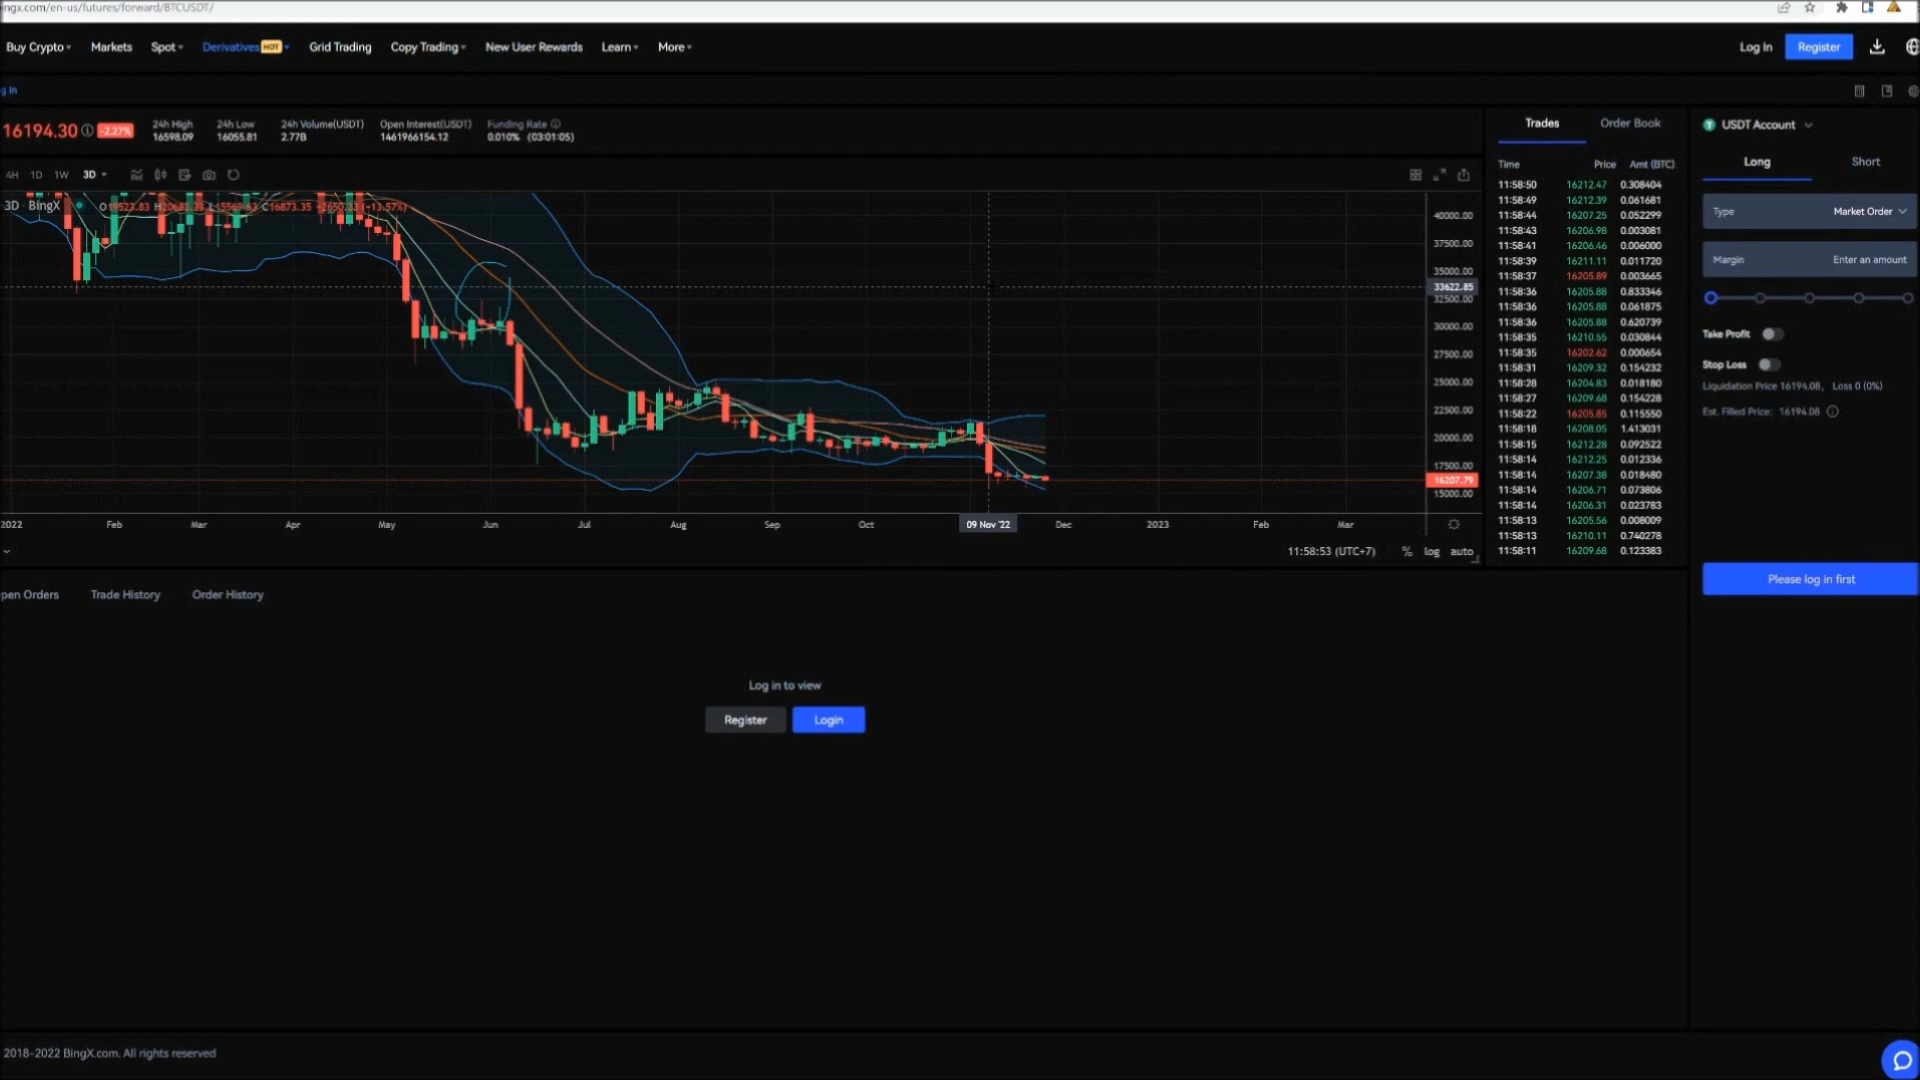 ngx.com/en-us/futures/forward/BTCUSDT/
Buy Crypto Markets Spot Derivatives HOT Grid Trading Copy Trading New User Rewards Learn More Log In Register
g In
16194.30 -2.27%
24h High 24h Low 24h Volume(USDT) Open Interest(USDT) Funding Rate
16598.09 16055.81 2.77B 1461966154.12 0.010% (03:01:05)
4H 1D 1W 3D
3D · BingX
40000.00
37500.00
35000.00
33622.85
32500.00
30000.00
27500.00
25000.00
22500.00
20000.00
17500.00
16207.79
15000.00
2022 Feb Mar Apr May Jun Jul Aug Sep Oct 09 Nov '22 Dec 2023 Feb Mar
11:58:53 (UTC+7) % log auto
Trades Order Book
Time Price Amt (BTC)
11:58:50 16212.47 0.308404
11:58:49 16212.39 0.061681
11:58:44 16207.25 0.052299
11:58:43 16206.98 0.003081
11:58:41 16206.46 0.006000
11:58:39 16211.11 0.011720
11:58:37 16205.89 0.003665
11:58:36 16205.88 0.833346
11:58:36 16205.88 0.061875
11:58:36 16205.88 0.620739
11:58:35 16210.55 0.030844
11:58:35 16202.62 0.000654
11:58:31 16209.32 0.154232
11:58:28 16204.83 0.018180
11:58:27 16209.68 0.154228
11:58:22 16205.85 0.115550
11:58:18 16208.05 1.413031
11:58:15 16212.28 0.092522
11:58:14 16212.25 0.012336
11:58:14 16207.38 0.018480
11:58:14 16206.71 0.073806
11:58:14 16206.31 0.023783
11:58:13 16205.56 0.008009
11:58:13 16210.11 0.740278
11:58:11 16209.68 0.123383
USDT Account
Long Short
Type Market Order
Margin Enter an amount
Take Profit
Stop Loss
Liquidation Price 16194.08, Loss 0 (0%)
Est. Filled Price: 16194.08
Please log in first
pen Orders Trade History Order History
Log in to view
Register Login
2018-2022 BingX.com. All rights reserved